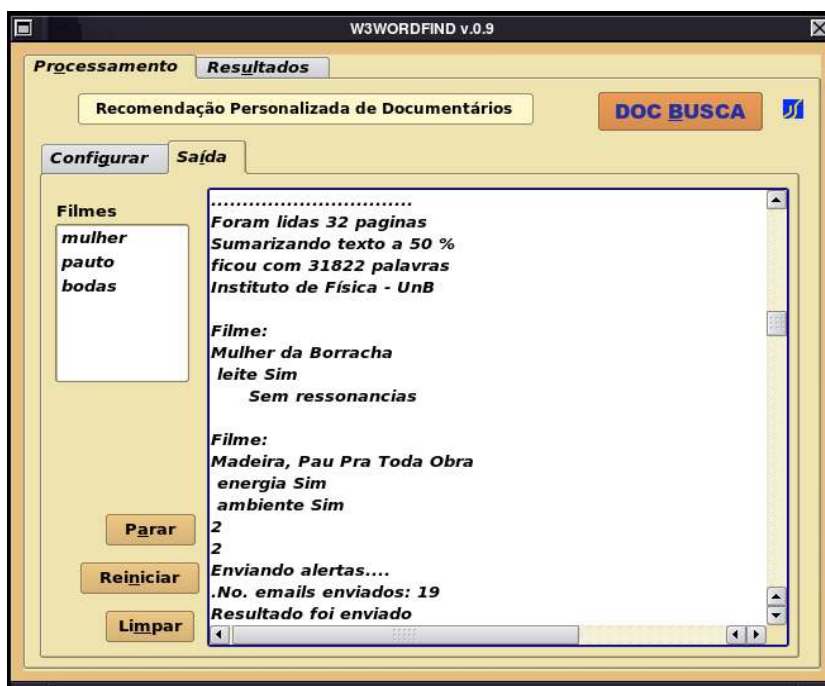 W3WORDFIND v.0.9
Processamento Resultados
Recomendação Personalizada de Documentários
DOC BUSCA
Configurar Saída
Filmes
mulher
pauto
bodas
................................
Foram lidas 32 paginas
Sumarizando texto a 50 %
ficou com 31822 palavras
Instituto de Física - UnB
Filme:
Mulher da Borracha
leite Sim
Sem ressonancias
Filme:
Madeira, Pau Pra Toda Obra
energia Sim
ambiente Sim
2
2
Enviando alertas....
.No. emails enviados: 19
Resultado foi enviado
Parar
Reiniciar
Limpar